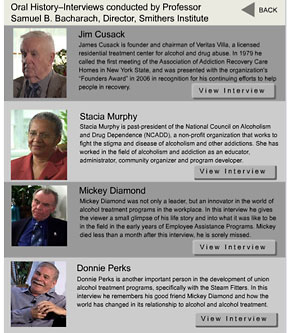 Oral History–Interviews conducted by Professor
Samuel B. Bacharach, Director, Smithers Institute
BACK
Jim Cusack
James Cusack is founder and chairman of Veritas Villa, a licensed
residential treatment center for alcohol and drug abuse. In 1979 he
called the first meeting of the Association of Addiction Recovery Care
Homes in New York State, and was presented with the organization's
"Founders Award" in 2006 in recognition for his continuing efforts to help
people in recovery.
View Interview
Stacia Murphy
Stacia Murphy is past-president of the National Council on Alcoholism
and Drug Dependence (NCADD), a non-profit organization that works to
fight the stigma and disease of alcoholism and other addictions. She has
worked in the field of alcoholism and addiction as an educator,
administrator, community organizer and program developer.
View Interview
Mickey Diamond
Mickey Diamond was not only a leader, but an innovator in the world of
alcohol treatment programs in the workplace. In this interview he gives
the viewer a small glimpse of his life story and into what it was like to be
in the field in the early years of Employee Assistance Programs. Mickey
died less than a month after this interview, he is sorely missed.
View Interview
Donnie Perks
Donnie Perks is another important person in the development of union
alcohol treatment programs, specifically with the Steam Fitters. In this
interview he remembers his good friend Mickey Diamond and how the
world has changed in its relationship to alcohol and alcohol treatment.
View Interview